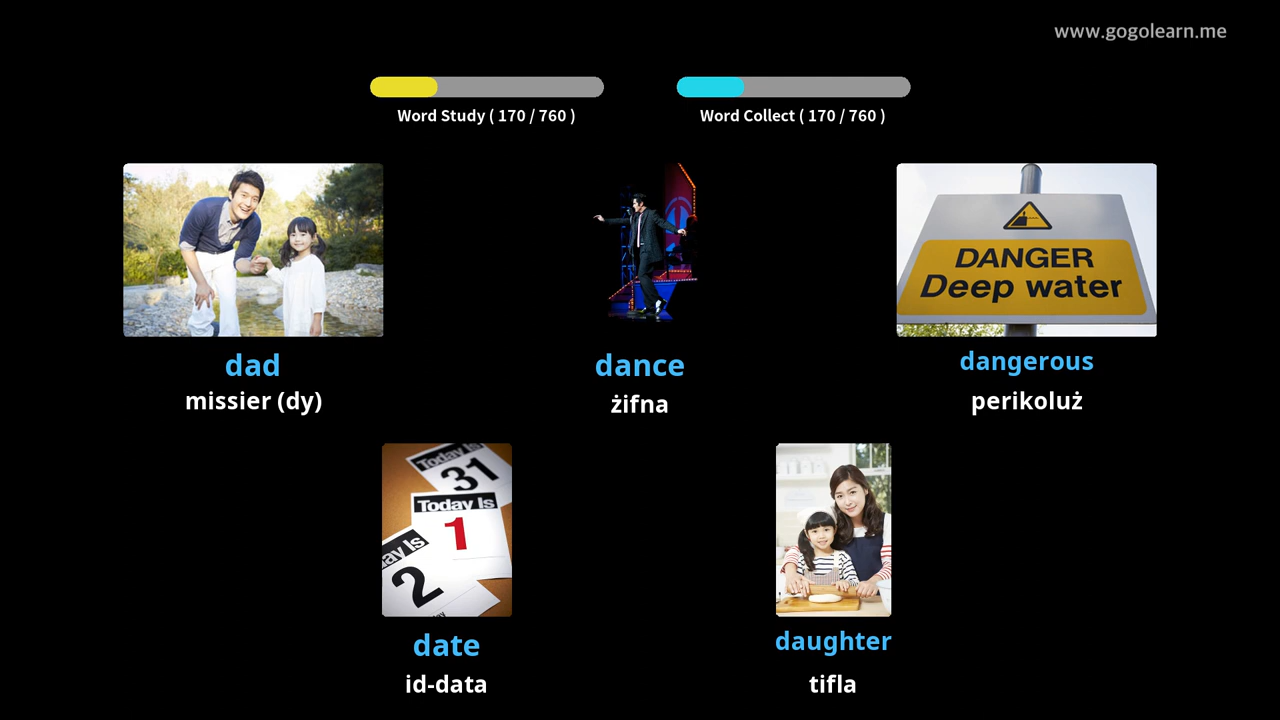 www.gogolearn.me
Word Study ( 170 / 760 )
Word Collect ( 170 / 760 )
DANGER
Deep water
dad
dance
dangerous
missier (dy)
żifna
perikoluż
Today Is
31
Today Is
1
ay Is
2
date
daughter
id-data
tifla